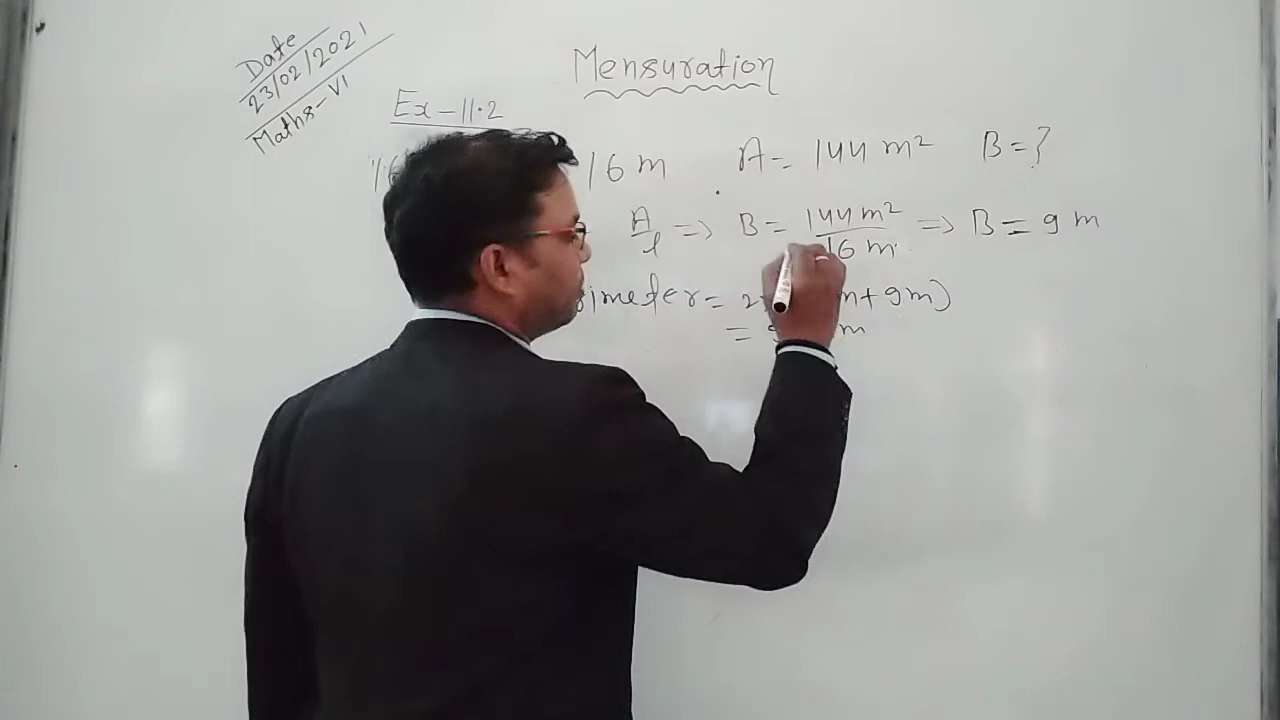 Date
23/02/2021
Maths-VI
Mensuration
Ex-11.2
16 m A = 144 m² B = ?
A/l => B = 144 m²/16 m => B = 9 m
= 2 m + 9m)
= m